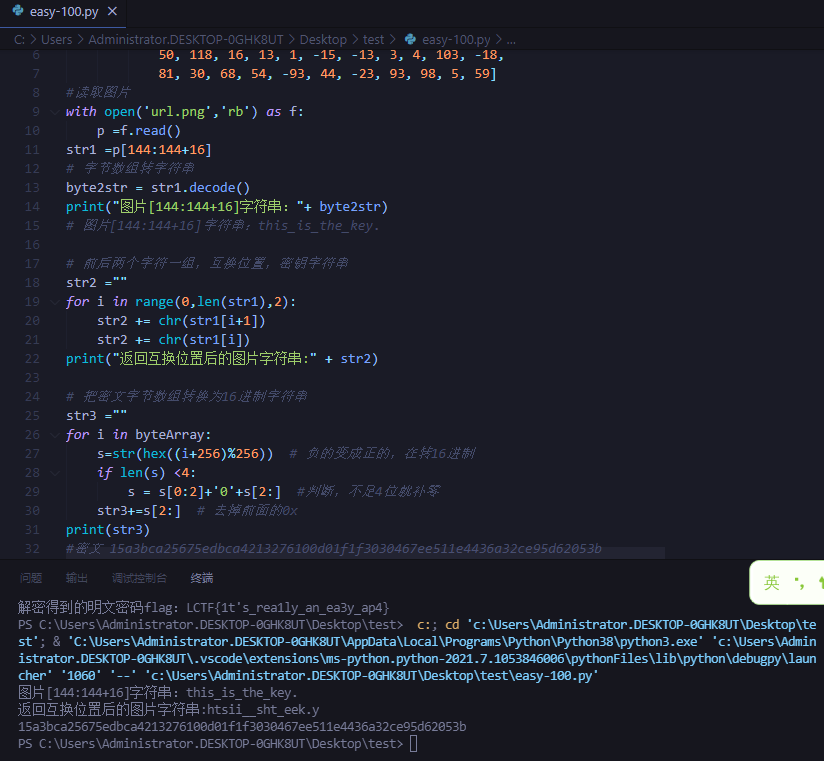 easy-100.py ×
C: > Users > Administrator.DESKTOP-0GHK8UT > Desktop > test > easy-100.py > ...
6 50, 118, 16, 13, 1, -15, -13, 3, 4, 103, -18,
7 81, 30, 68, 54, -93, 44, -23, 93, 98, 5, 59]
8 #读取图片
9 with open('url.png','rb') as f:
10 p =f.read()
11 str1 =p[144:144+16]
12 # 字节数组转字符串
13 byte2str = str1.decode()
14 print("图片[144:144+16]字符串："+ byte2str)
15 # 图片[144:144+16]字符串：this_is_the_key.
16
17 # 前后两个字符一组，互换位置，密钥字符串
18 str2 =""
19 for i in range(0,len(str1),2):
20 str2 += chr(str1[i+1])
21 str2 += chr(str1[i])
22 print("返回互换位置后的图片字符串:" + str2)
23
24 # 把密文字节数组转换为16进制字符串
25 str3 =""
26 for i in byteArray:
27 s=str(hex((i+256)%256)) # 负的变成正的，在转16进制
28 if len(s) <4:
29 s = s[0:2]+'0'+s[2:] #判断，不足4位就补零
30 str3+=s[2:] # 去掉前面的0x
31 print(str3)
32 #密文 15a3bca25675edbca4213276100d01f1f3030467ee511e4436a32ce95d62053b
问题 输出 调试控制台 终端
英
解密得到的明文密码flag：LCTF{1t's_rea1ly_an_ea3y_ap4}
PS C:\Users\Administrator.DESKTOP-0GHK8UT\Desktop\test> c:; cd 'c:\Users\Administrator.DESKTOP-0GHK8UT\Desktop\te
st'; & 'C:\Users\Administrator.DESKTOP-0GHK8UT\AppData\Local\Programs\Python\Python38\python3.exe' 'c:\Users\Admin
istrator.DESKTOP-0GHK8UT\.vscode\extensions\ms-python.python-2021.7.1053846006\pythonFiles\lib\python\debugpy\laun
cher' '1060' '--' 'c:\Users\Administrator.DESKTOP-0GHK8UT\Desktop\test\easy-100.py'
图片[144:144+16]字符串：this_is_the_key.
返回互换位置后的图片字符串:htsii__sht_eek.y
15a3bca25675edbca4213276100d01f1f3030467ee511e4436a32ce95d62053b
PS C:\Users\Administrator.DESKTOP-0GHK8UT\Desktop\test>